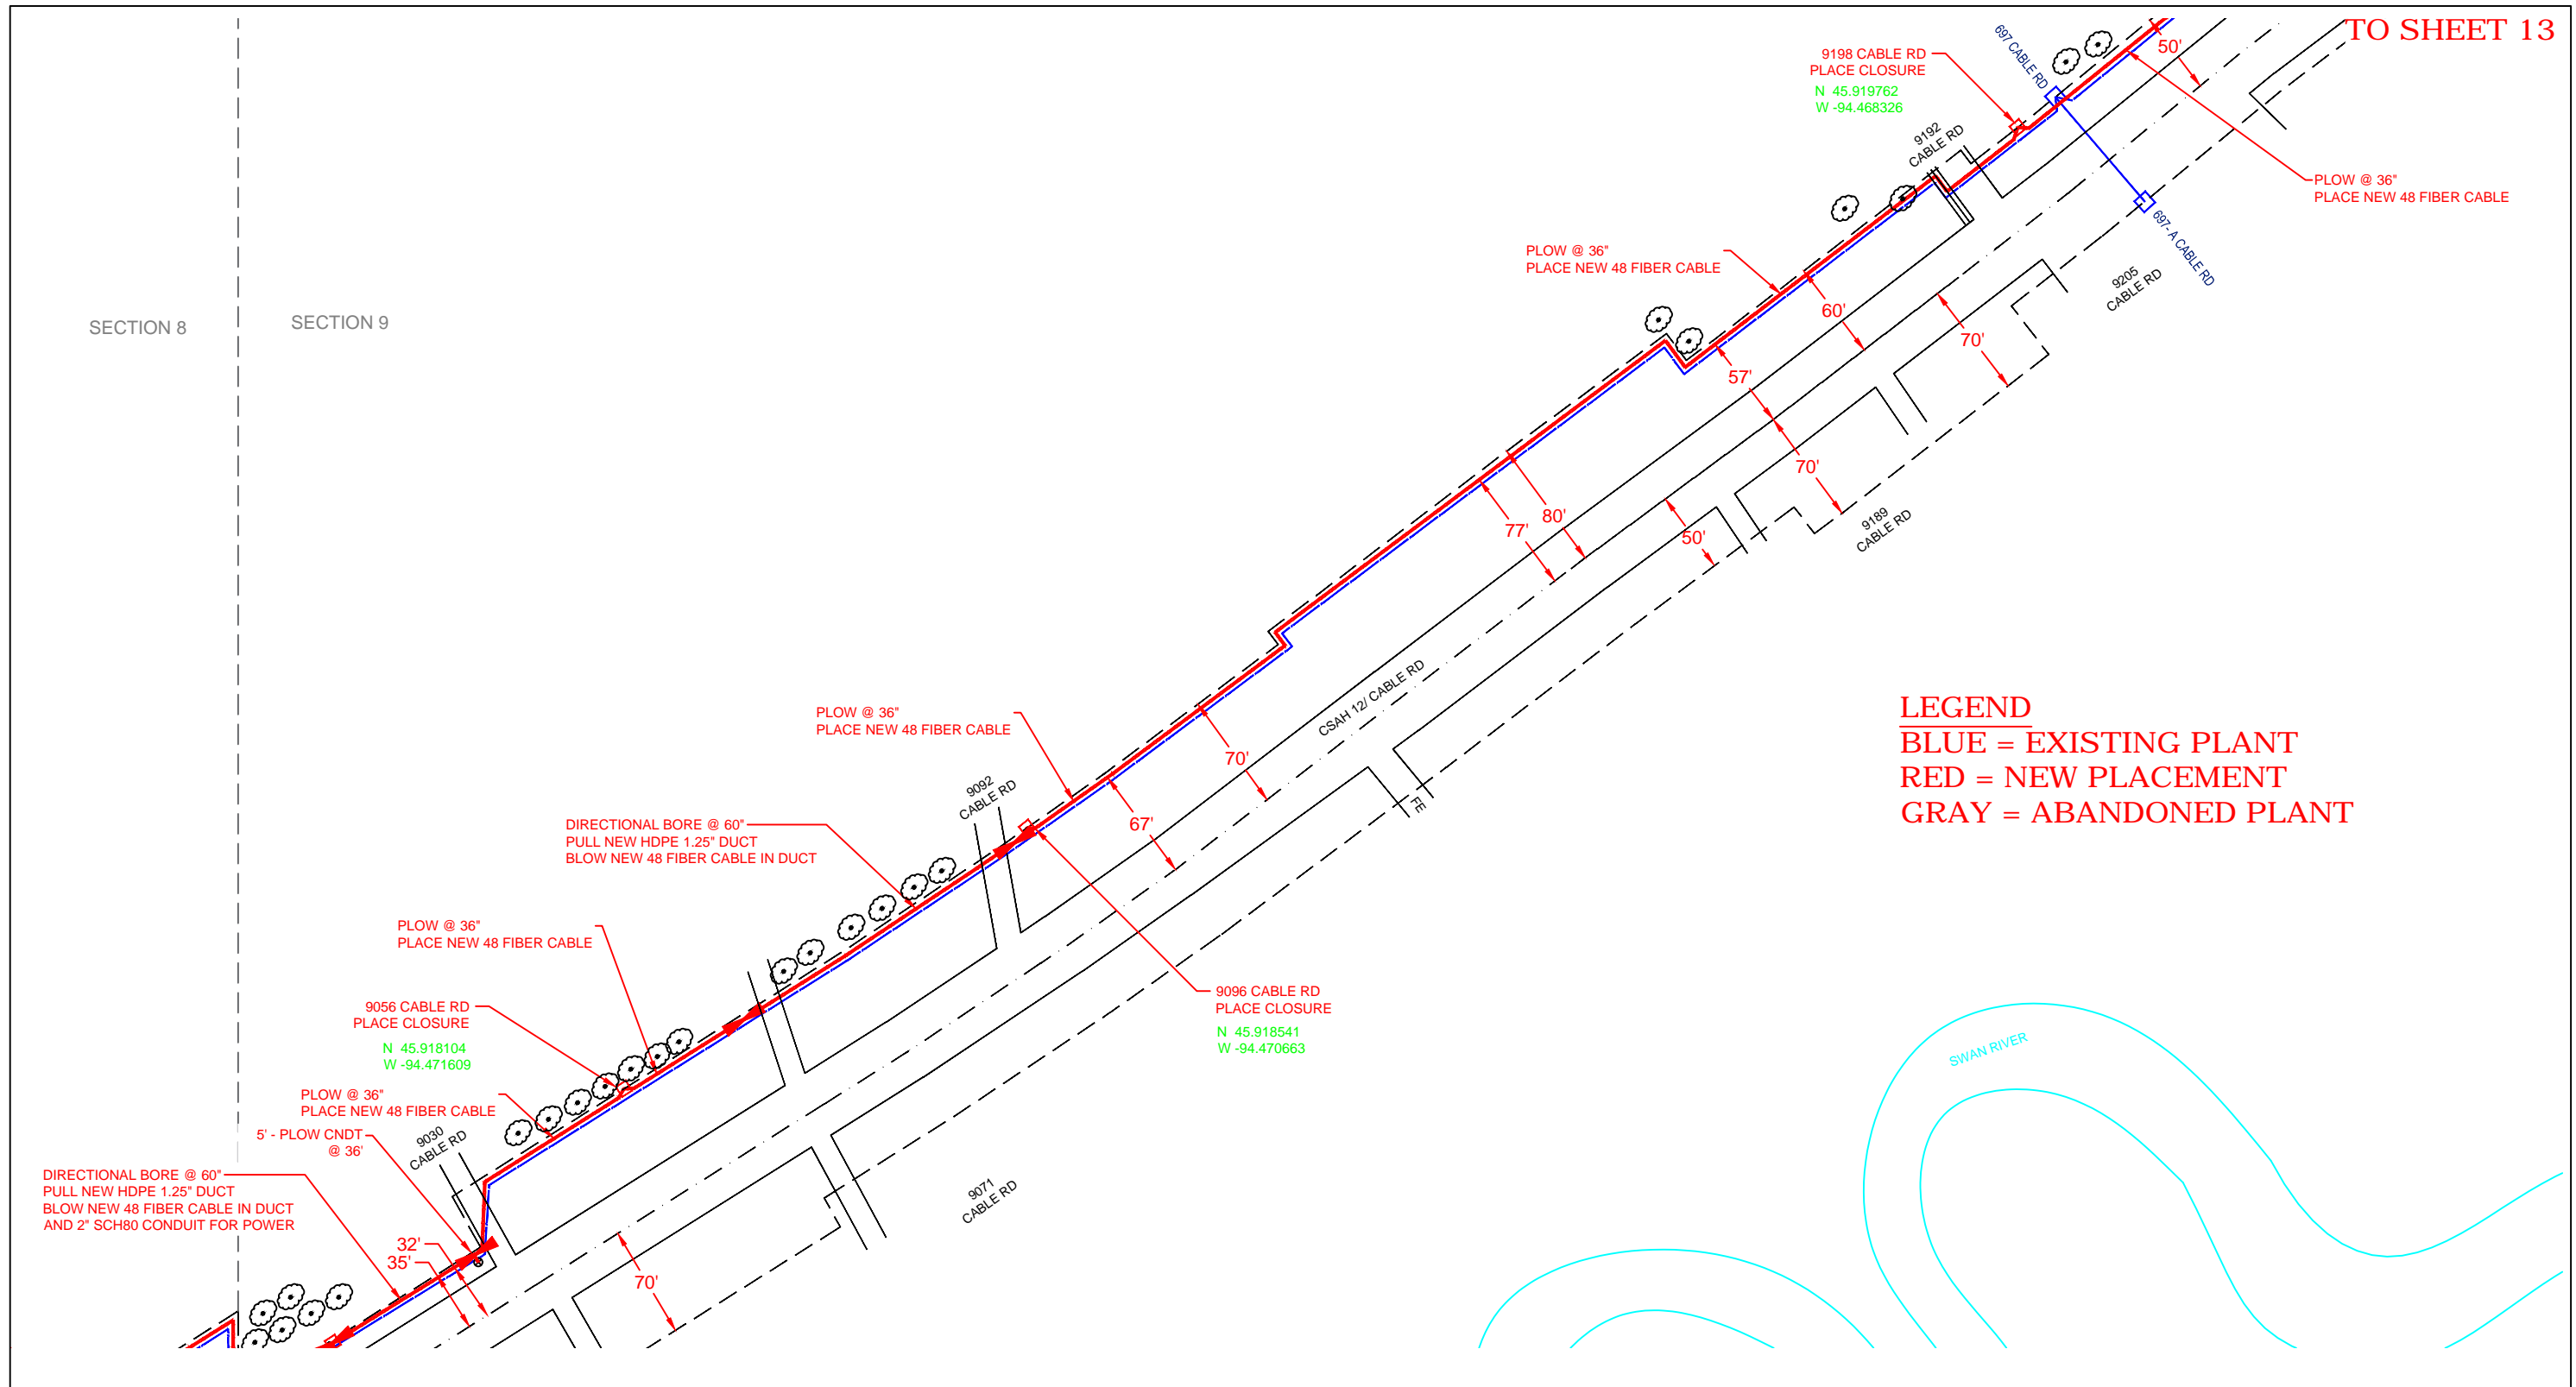 TO SHEET 13
50'
697 CABLE RD
9198 CABLE RD
PLACE CLOSURE
N 45.919762
W -94.468326
9192
CABLE RD
PLOW @ 36"
PLACE NEW 48 FIBER CABLE
697- A CABLE RD
9205
CABLE RD
PLOW @ 36"
PLACE NEW 48 FIBER CABLE
60'
70'
SECTION 8
SECTION 9
57'
70'
80'
77'
50'
9189
CABLE RD
CSAH 12/ CABLE RD
LEGEND
BLUE = EXISTING PLANT
RED = NEW PLACEMENT
GRAY = ABANDONED PLANT
PLOW @ 36"
PLACE NEW 48 FIBER CABLE
70'
9092
CABLE RD
FE
67'
DIRECTIONAL BORE @ 60"
PULL NEW HDPE 1.25" DUCT
BLOW NEW 48 FIBER CABLE IN DUCT
PLOW @ 36"
PLACE NEW 48 FIBER CABLE
9096 CABLE RD
PLACE CLOSURE
N 45.918541
W -94.470663
9056 CABLE RD
PLACE CLOSURE
N 45.918104
W -94.471609
SWAN RIVER
PLOW @ 36"
PLACE NEW 48 FIBER CABLE
5' - PLOW CNDT
@ 36'
9030
CABLE RD
DIRECTIONAL BORE @ 60"
PULL NEW HDPE 1.25" DUCT
BLOW NEW 48 FIBER CABLE IN DUCT
AND 2" SCH80 CONDUIT FOR POWER
9071
CABLE RD
32'
35'
70'